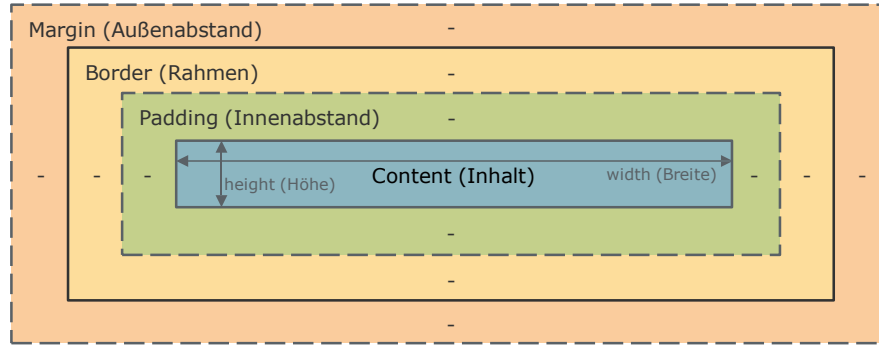 Margin (Außenabstand)
-
Border (Rahmen)
-
Padding (Innenabstand)
-
- - - height (Höhe) Content (Inhalt) width (Breite) - - -
-
-
-